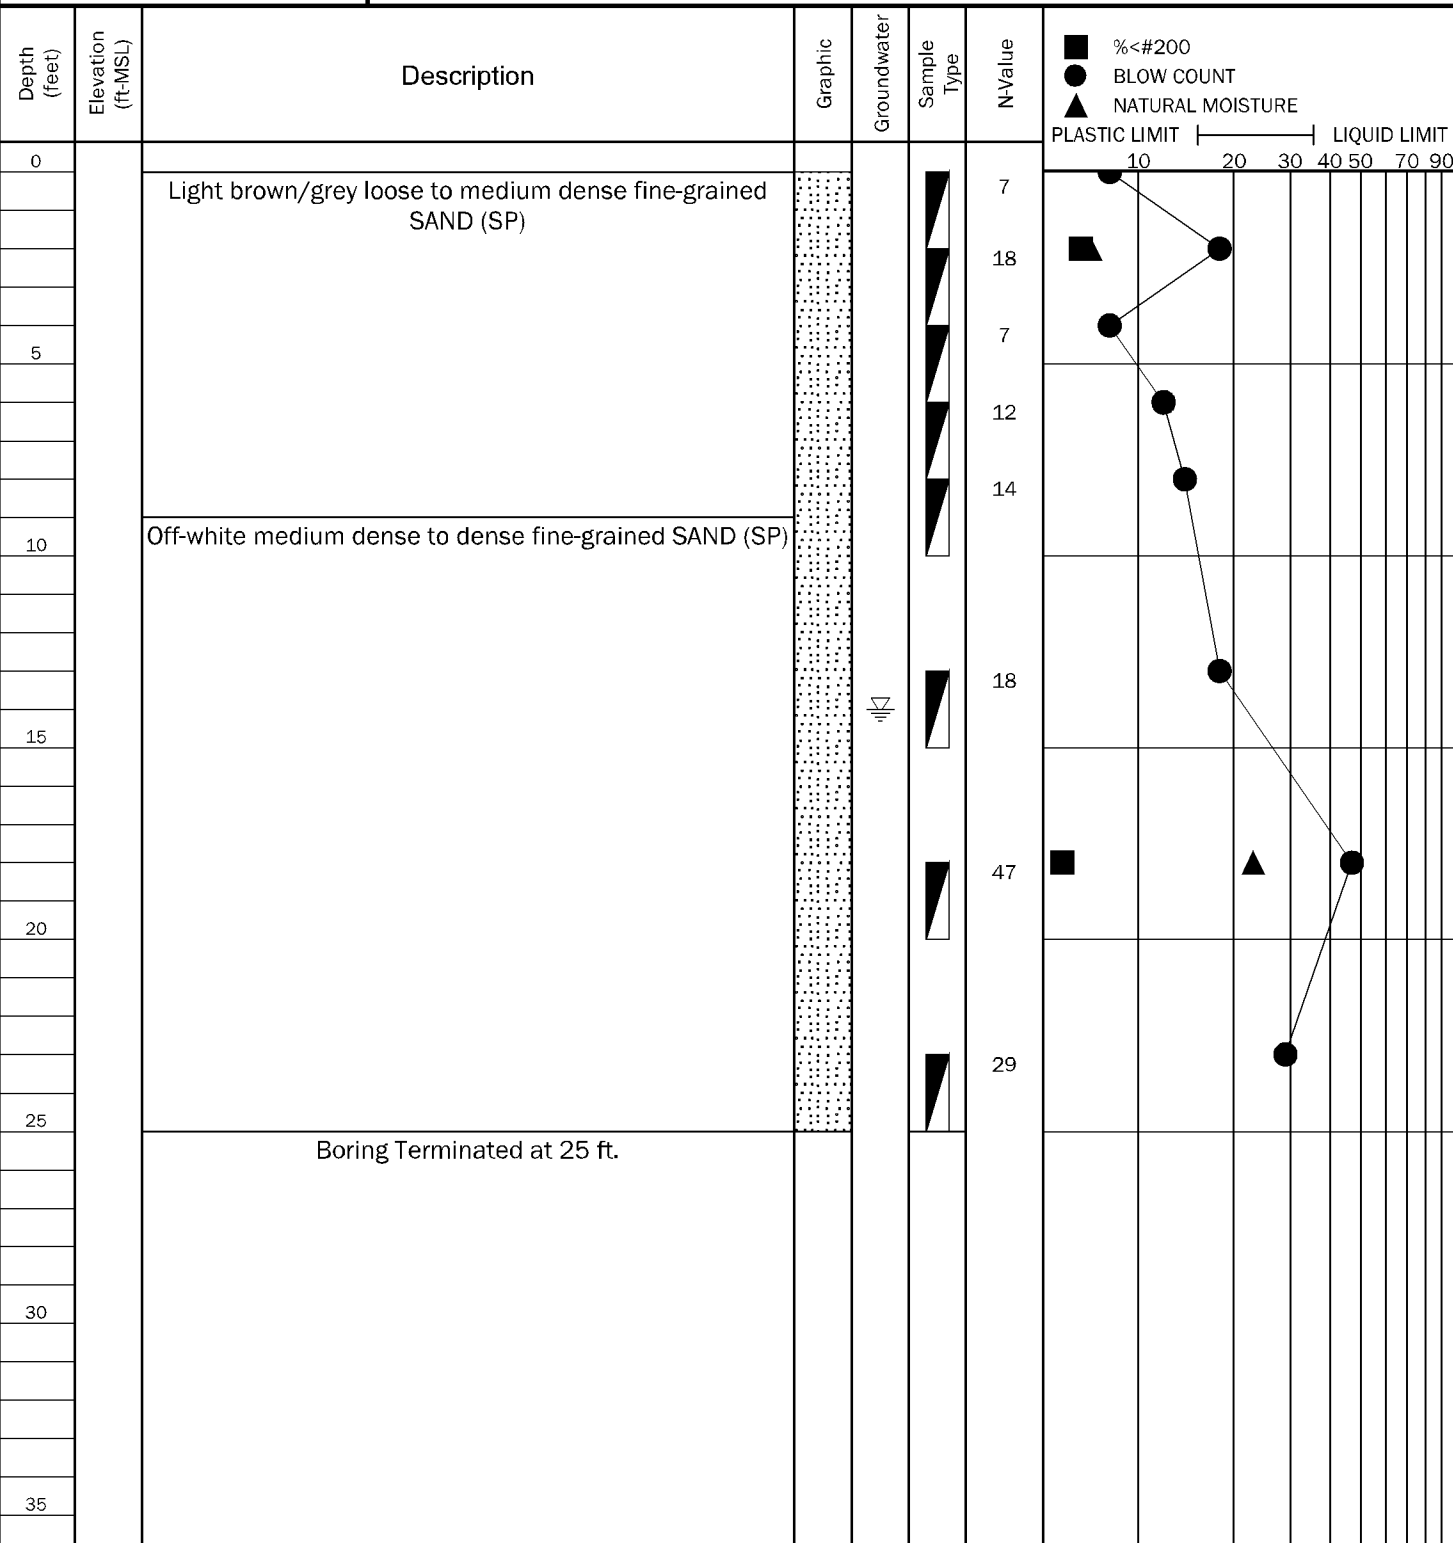 Depth
(feet)
Elevation
(ft-MSL)
Description
Graphic
Groundwater
Sample
Type
N-Value
%<#200
BLOW COUNT
NATURAL MOISTURE
PLASTIC LIMIT LIQUID LIMIT
10 20 30 40 50 70 90
0
Light brown/grey loose to medium dense fine-grained
SAND (SP)
7
18
7
5
12
14
Off-white medium dense to dense fine-grained SAND (SP)
10
18
15
47
20
29
25
Boring Terminated at 25 ft.
30
35